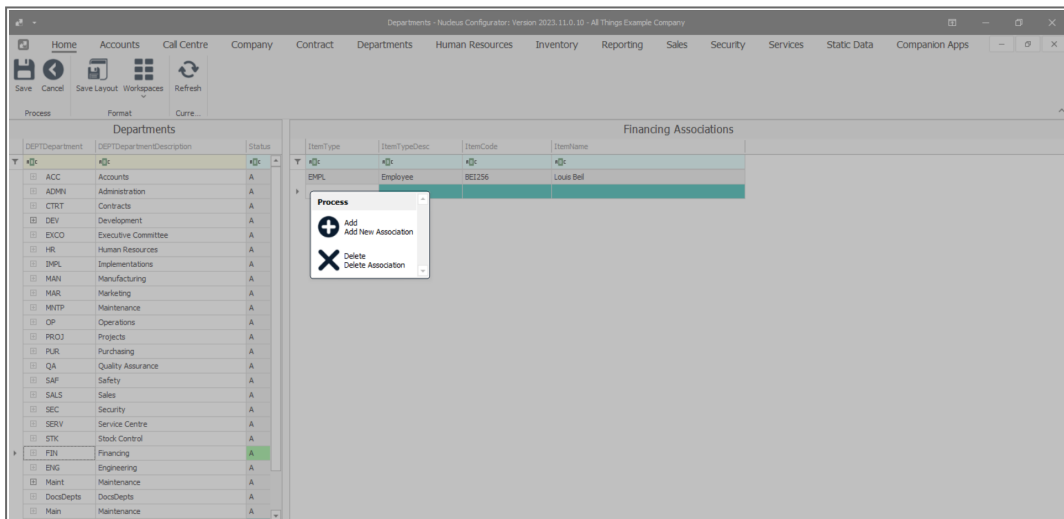 Departments - Nucleus Configurator: Version 2023.11.0.10 - All Things Example Company
Home Accounts Call Centre Company Contract Departments Human Resources Inventory Reporting Sales Security Services Static Data Companion Apps
Save Cancel Save Layout Workspaces Refresh
Process Format Curre...
Departments
DEPTDepartment DEPTDepartmentDescription Status
ACC Accounts A
ADMN Administration A
CTRT Contracts A
DEV Development A
EXCO Executive Committee A
HR Human Resources A
IMPL Implementations A
MAN Manufacturing A
MAR Marketing A
MNTP Maintenance A
OP Operations A
PROJ Projects A
PUR Purchasing A
QA Quality Assurance A
SAF Safety A
SALS Sales A
SEC Security A
SERV Service Centre A
STK Stock Control A
FIN Financing A
ENG Engineering A
Maint Maintenance A
DocsDepts DocsDepts A
Main Maintenance A
Financing Associations
ItemType ItemTypeDesc ItemCode ItemName
EMPL Employee BEI256 Louis Beil
Process
Add
Add New Association
Delete
Delete Association